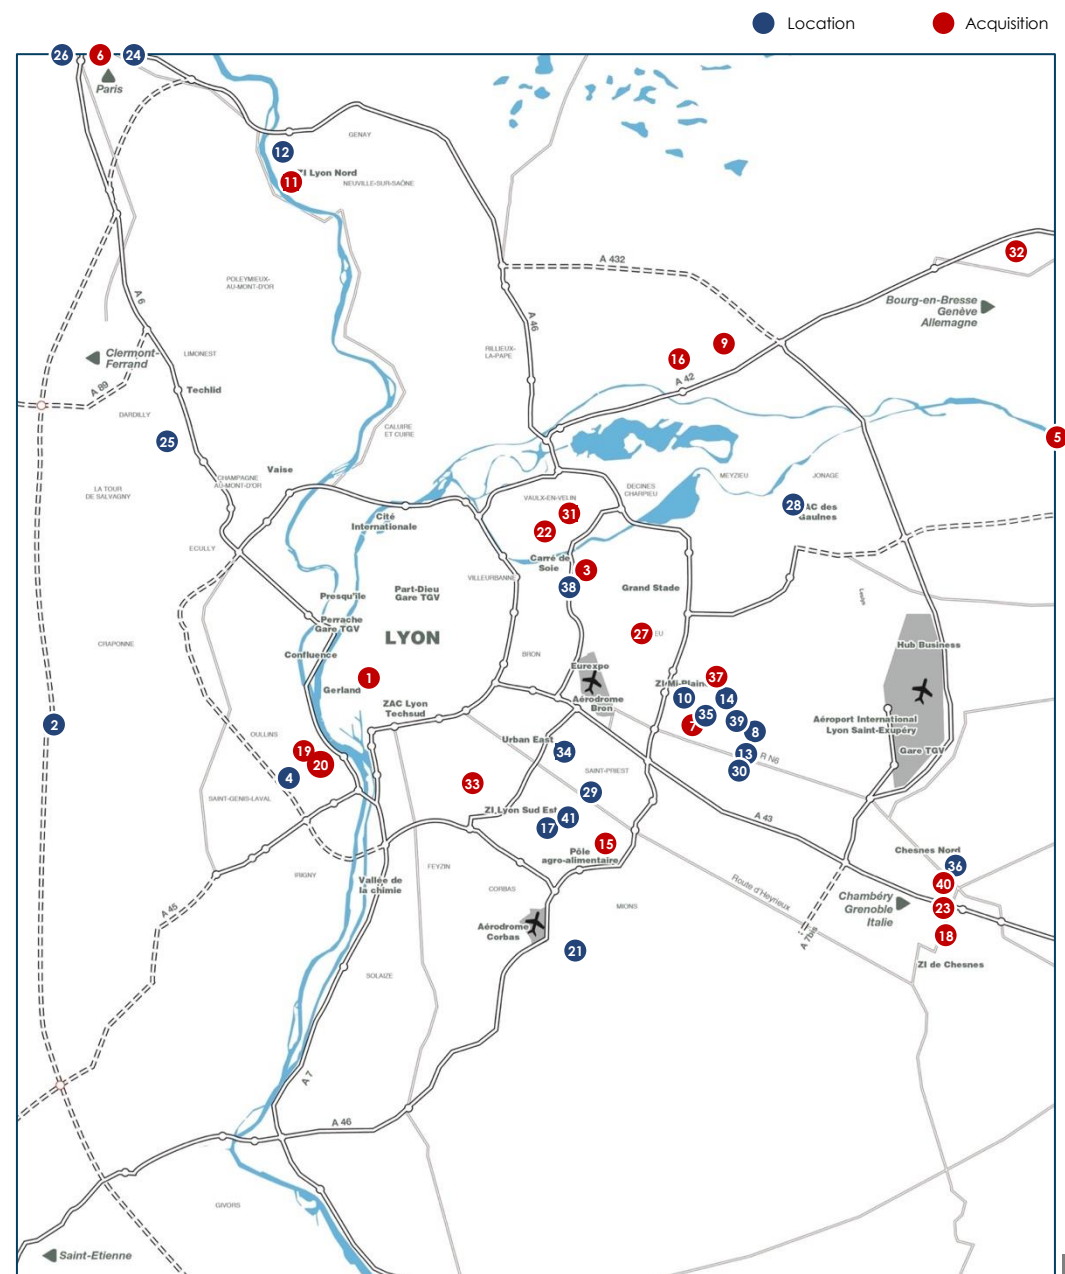 Location
Acquisition
26
6
24
Paris
GENAY
12
ZI Lyon Nord
11
NEUVILLE-SUR-SAÔNE
32
A 432
POLEYMIEUX-
AU-MONT-D'OR
A 6
Bourg-en-Bresse
Genève
Allemagne
A 46
9
RILLIEUX-
LA-PAPE
16
LIMONEST
Clermont-
Ferrand
A 42
A 89
Techlid
DARDILLY
CALUIRE
ET CUIRE
5
25
Vaise
CHAMPAGNE
AU-MONT-D'OR
MEYZIEU
JONAGE
LA TOUR
DE SALVAGNY
DECINES
CHARPIEU
VAULX-EN-VELIN
28
ZAC des
Gaulnes
31
Cité
Internationale
22
ECULLY
Carré de
Soie
3
VILLEURBANNE
38
Grand Stade
Part-Dieu
Gare TGV
Presqu'île
Perrache
Gare TGV
LYON
27
EU
CRAPONNE
Hub Business
Confluence
BRON
Eurexpo
1
Gerland
37
ZI Mi-Plaine
10
14
Aérodrome
Bron
ZAC Lyon
Techsud
35
39
7
8
2
Aéroport International
Lyon Saint-Exupéry
OULLINS
Urban East
34
19
20
13
R N6
Gare TGV
30
SAINT-PRIEST
4
33
29
SAINT-GENIS-LAVAL
ZI Lyon Sud Est
41
17
A 43
15
Pôle
agro-alimentaire
Chesnes Nord
36
FEYZIN
IRIGNY
Vallée de
la chimie
CORBAS
40
Route d'Heyrieux
Chambéry
Grenoble
Italie
23
MIONS
A 45
Aérodrome
Corbas
18
21
ZI de Chesnes
SOLAIZE
A 7
A 46
GIVORS
Saint-Etienne